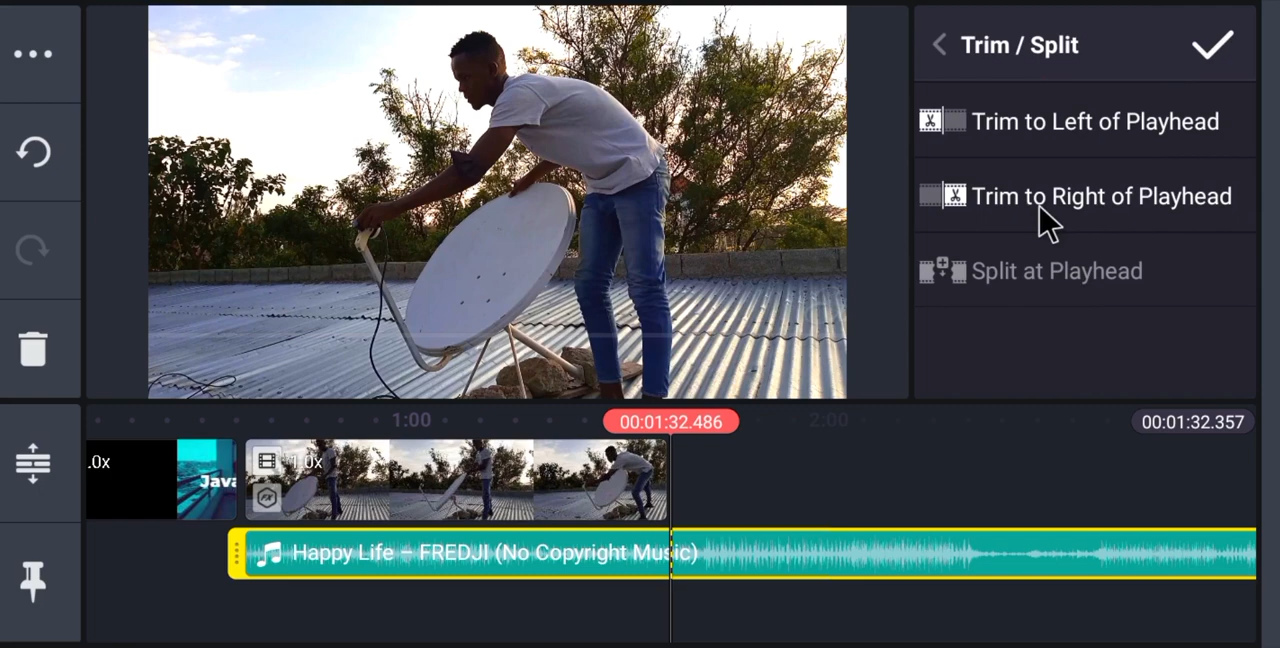 Trim / Split
Trim to Left of Playhead
Trim to Right of Playhead
Split at Playhead
1:00
00:01:32.486
2:00
00:01:32.357
.0x
Java
1.0x
FX
Happy Life – FREDJI (No Copyright Music)